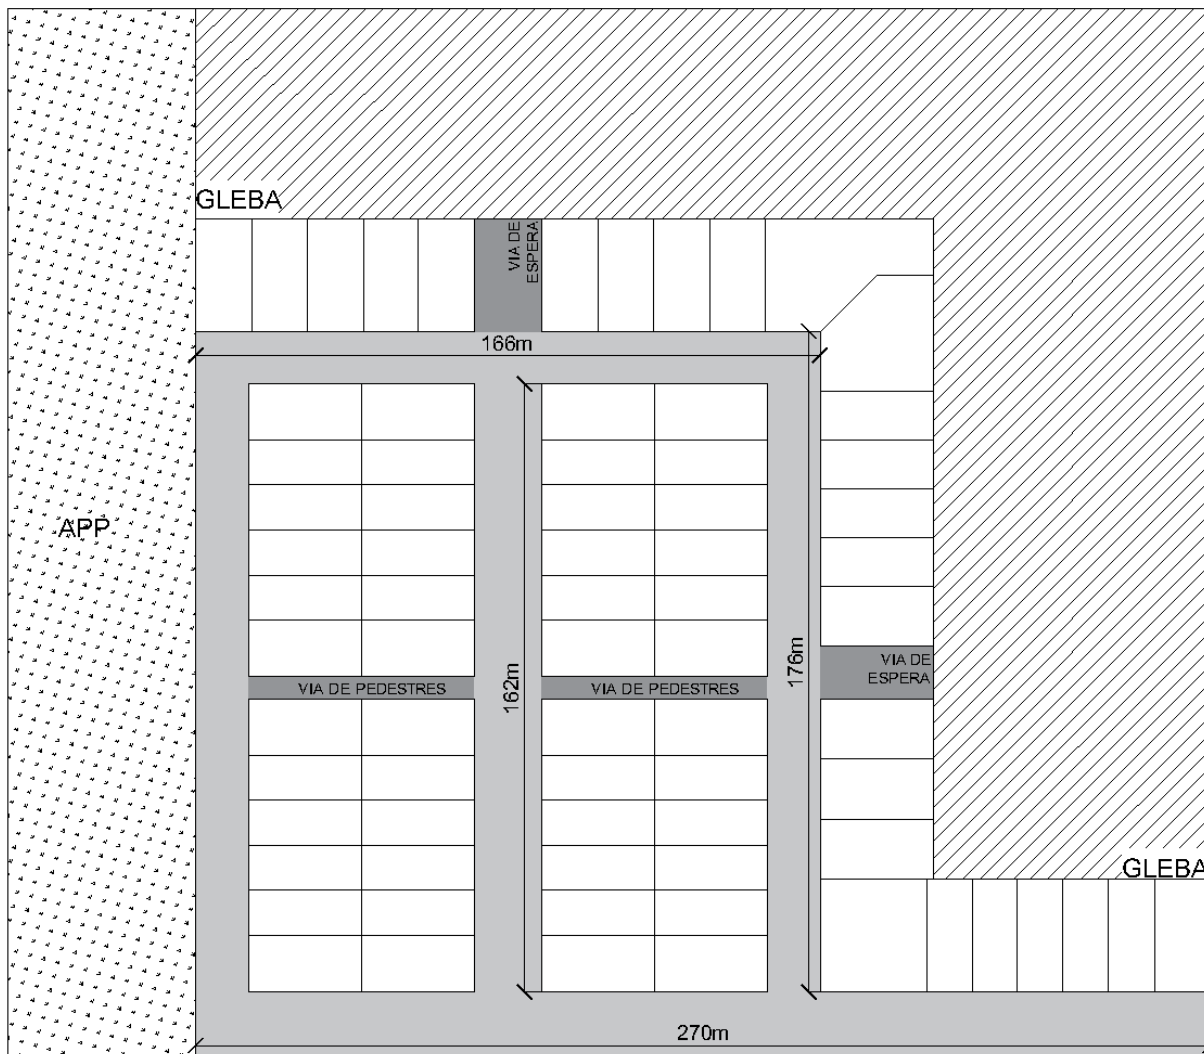 GLEBA
VIA DE
ESPERA
166m
APP
VIA DE PEDESTRES
162m
VIA DE PEDESTRES
176m
VIA DE
ESPERA
GLEBA
270m